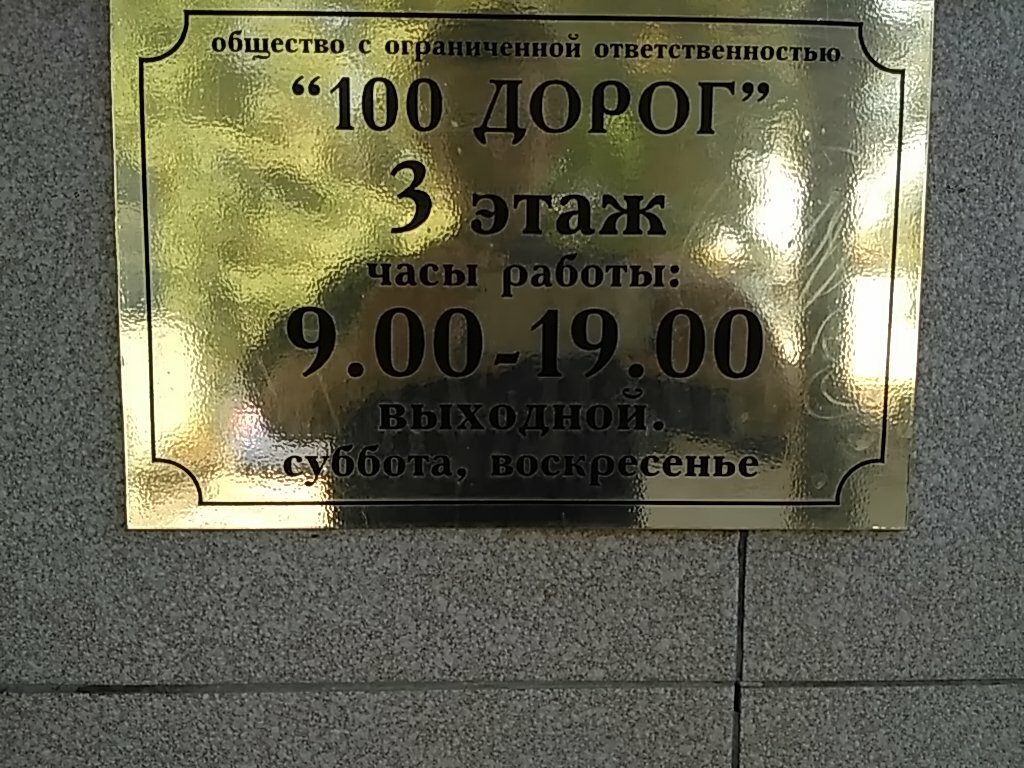 общество с ограниченной ответственностью
“100 ДОРОГ”
3 этаж
часы работы:
9.00-19.00
выходной.
суббота, воскресенье